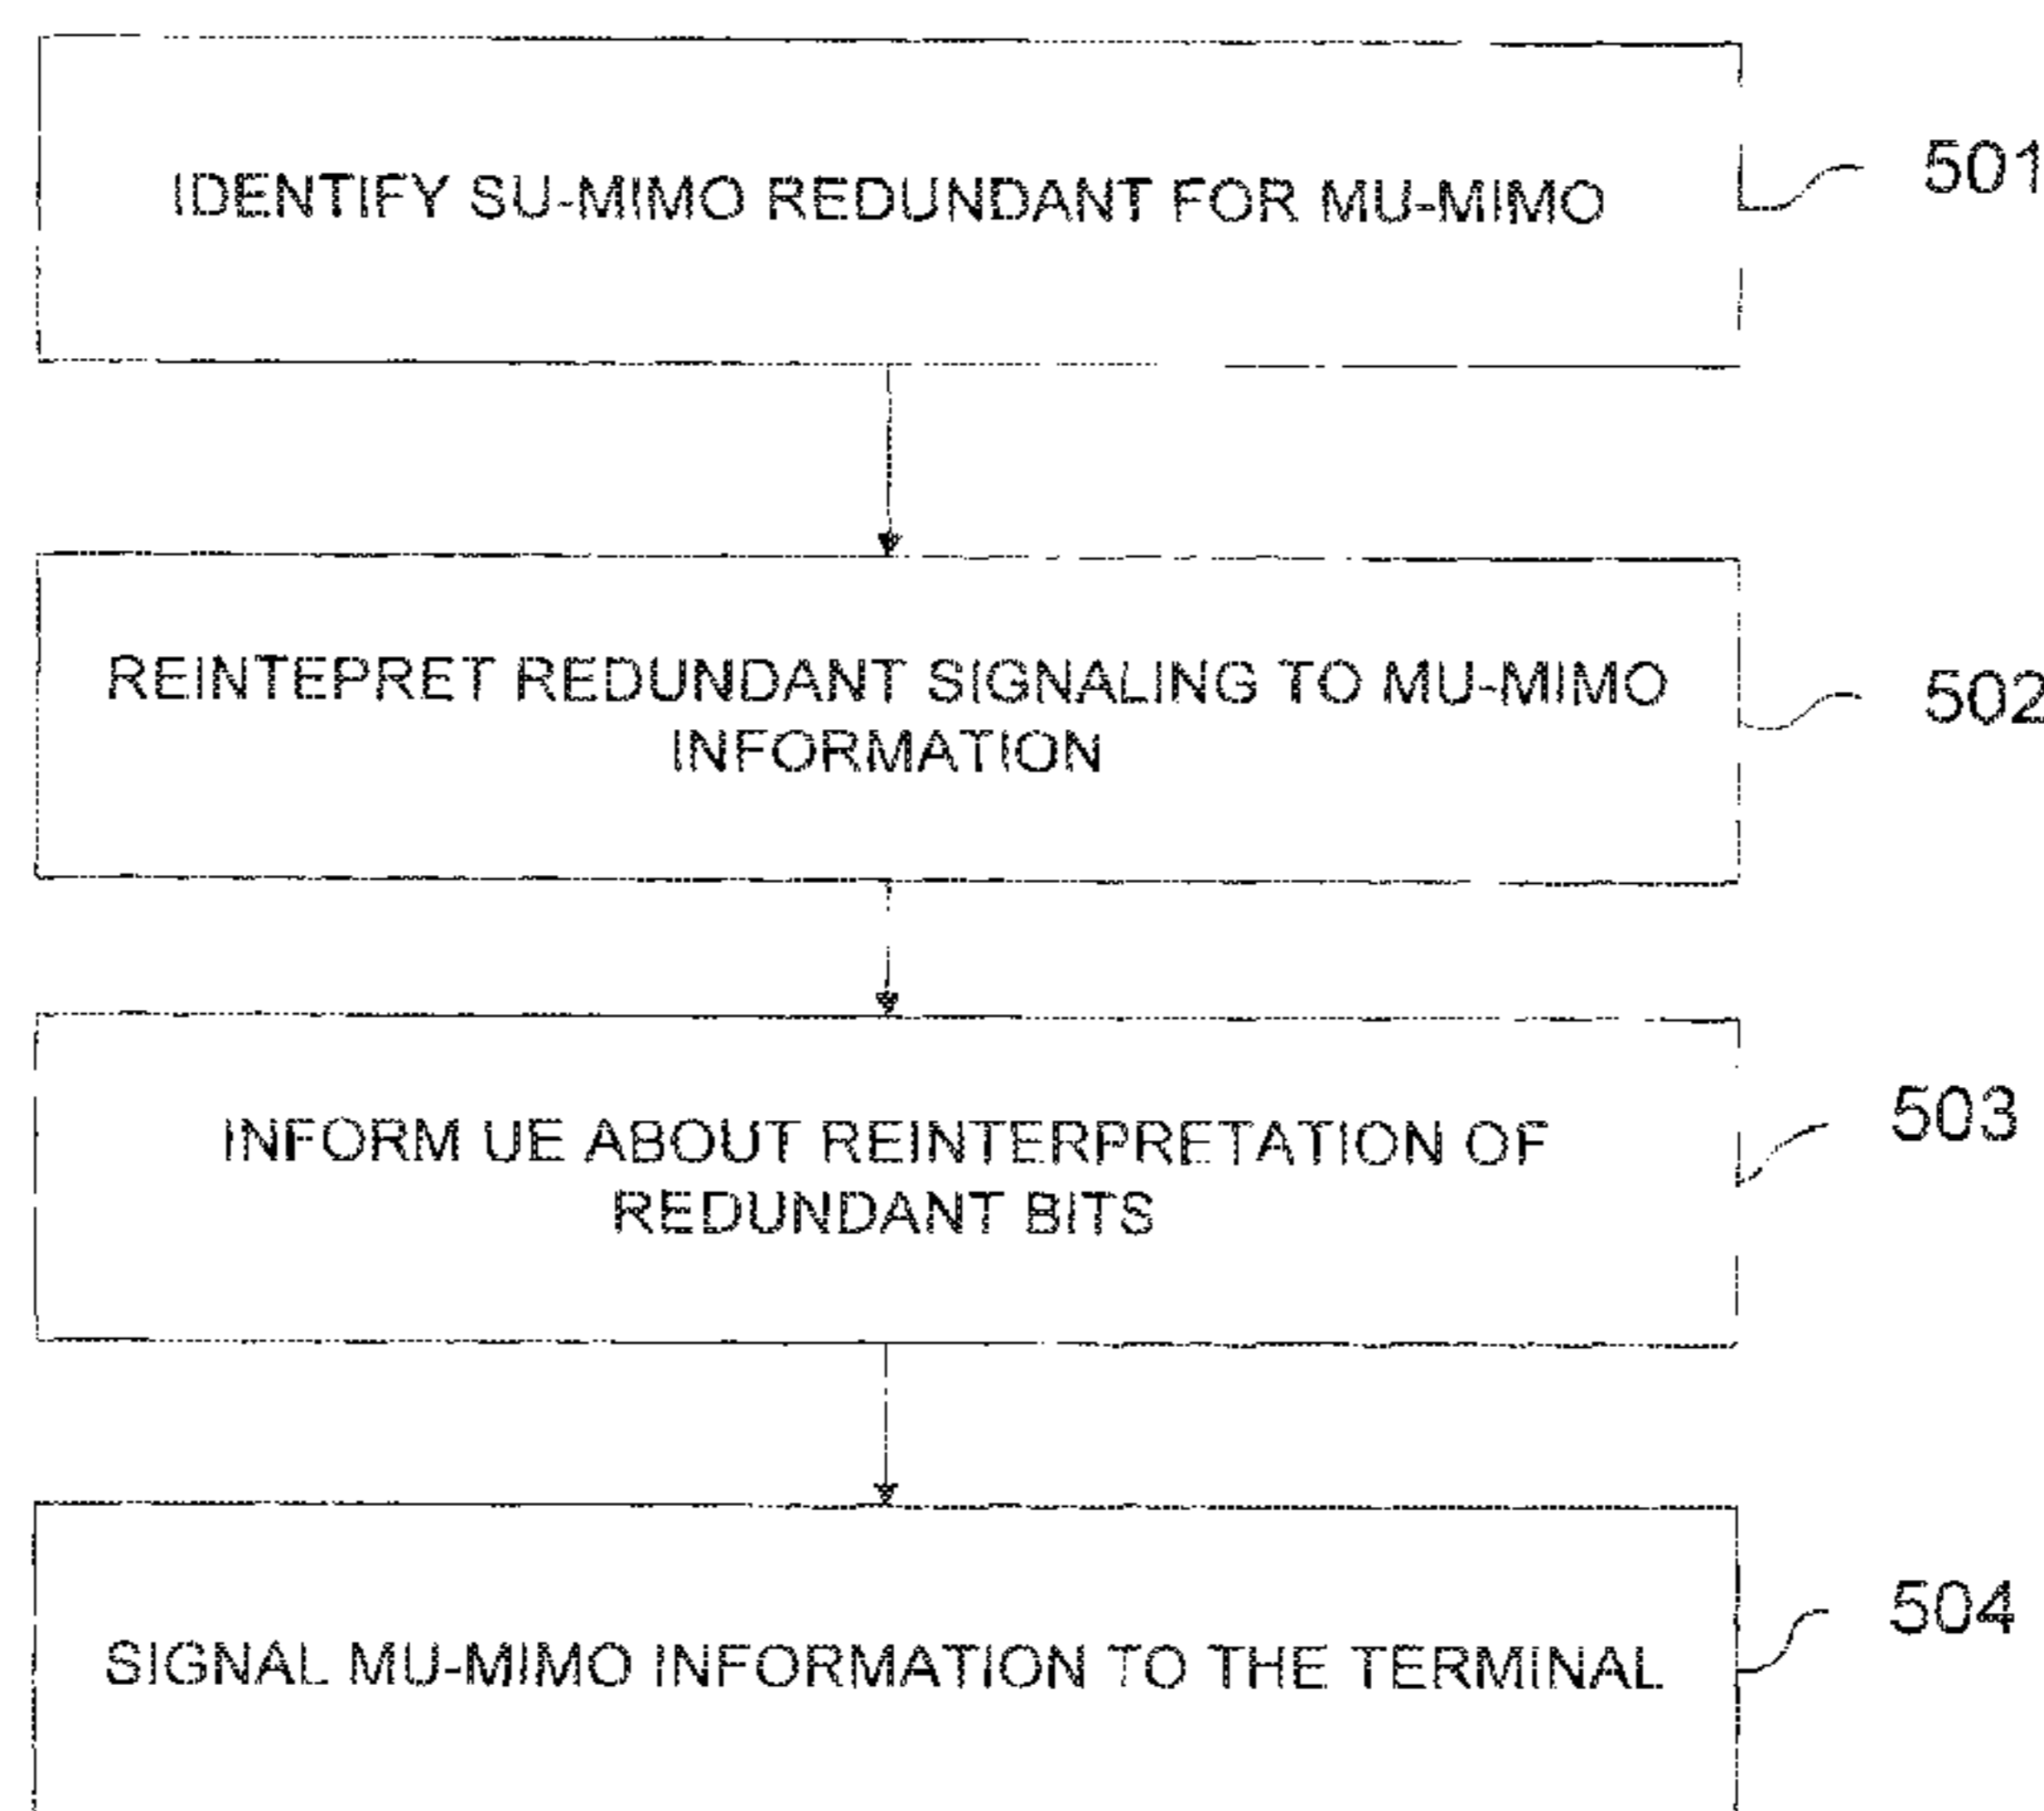 IDENTIFY SU-MIMO REDUNDANT FOR MU-MIMO
501
REINTEPRET REDUNDANT SIGNALING TO MU-MIMO
INFORMATION
502
INFORM UE ABOUT REINTERPRETATION OF
REDUNDANT BITS
503
SIGNAL MU-MIMO INFORMATION TO THE TERMINAL
504